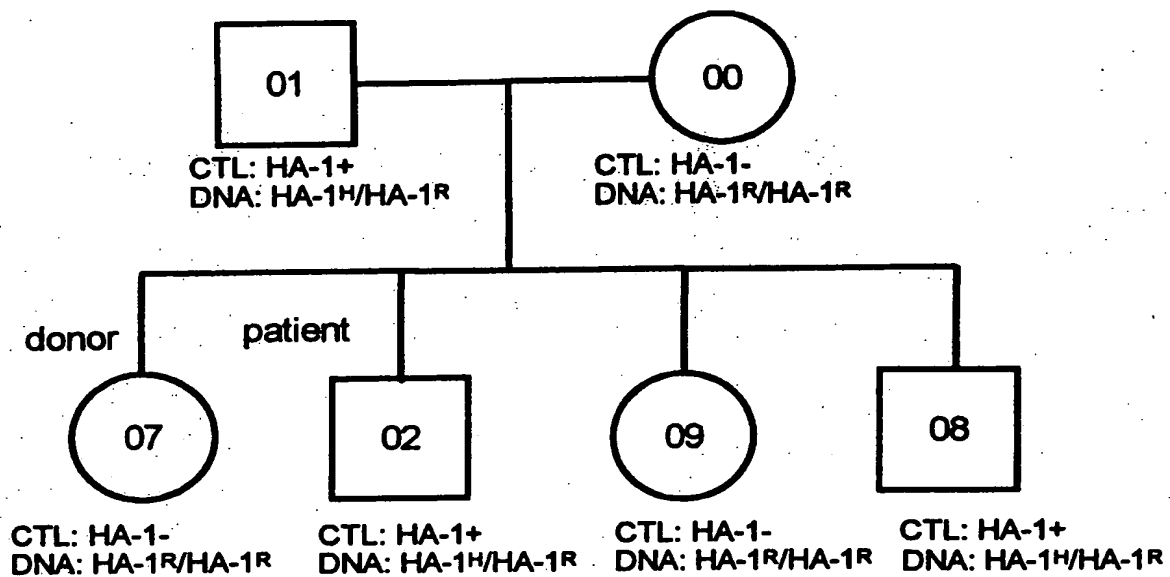 01
00
CTL: HA-1+
DNA: HA-1ᴴ/HA-1ᴿ
CTL: HA-1-
DNA: HA-1ᴿ/HA-1ᴿ
donor
patient
07
02
09
08
CTL: HA-1-
DNA: HA-1ᴿ/HA-1ᴿ
CTL: HA-1+
DNA: HA-1ᴴ/HA-1ᴿ
CTL: HA-1-
DNA: HA-1ᴿ/HA-1ᴿ
CTL: HA-1+
DNA: HA-1ᴴ/HA-1ᴿ